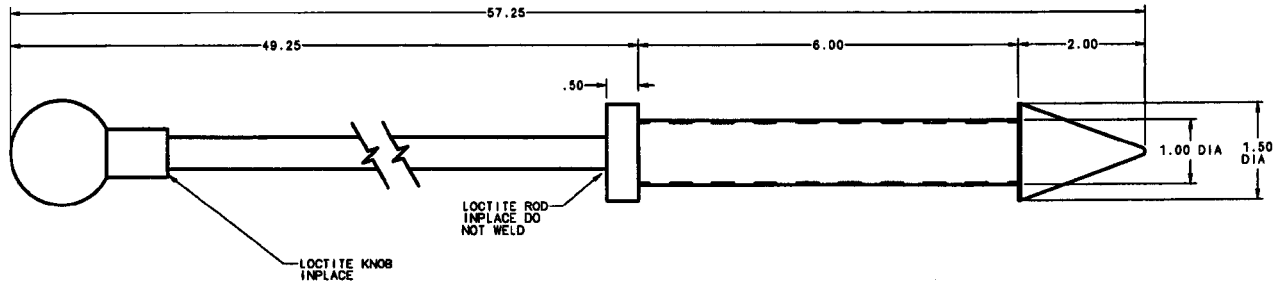 57.25
49.25
6.00
2.00
.50
1.00 DIA
1.50
DIA
LOCTITE ROD
INPLACE DO
NOT WELD
LOCTITE KNOB
INPLACE